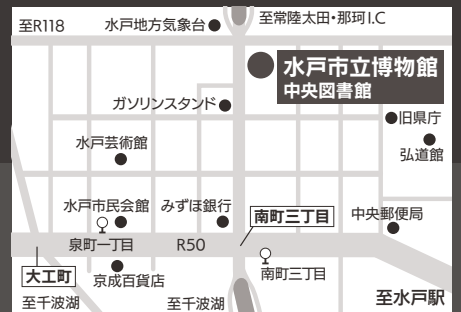 至R118
水戸地方気象台
至常陸太田・那珂I.C
水戸市立博物館
中央図書館
ガソリンスタンド
旧県庁
弘道館
水戸芸術館
水戸市民会館
みずほ銀行
南町三丁目
中央郵便局
泉町一丁目
R50
大工町
京成百貨店
南町三丁目
至水戸駅
至千波湖
至千波湖